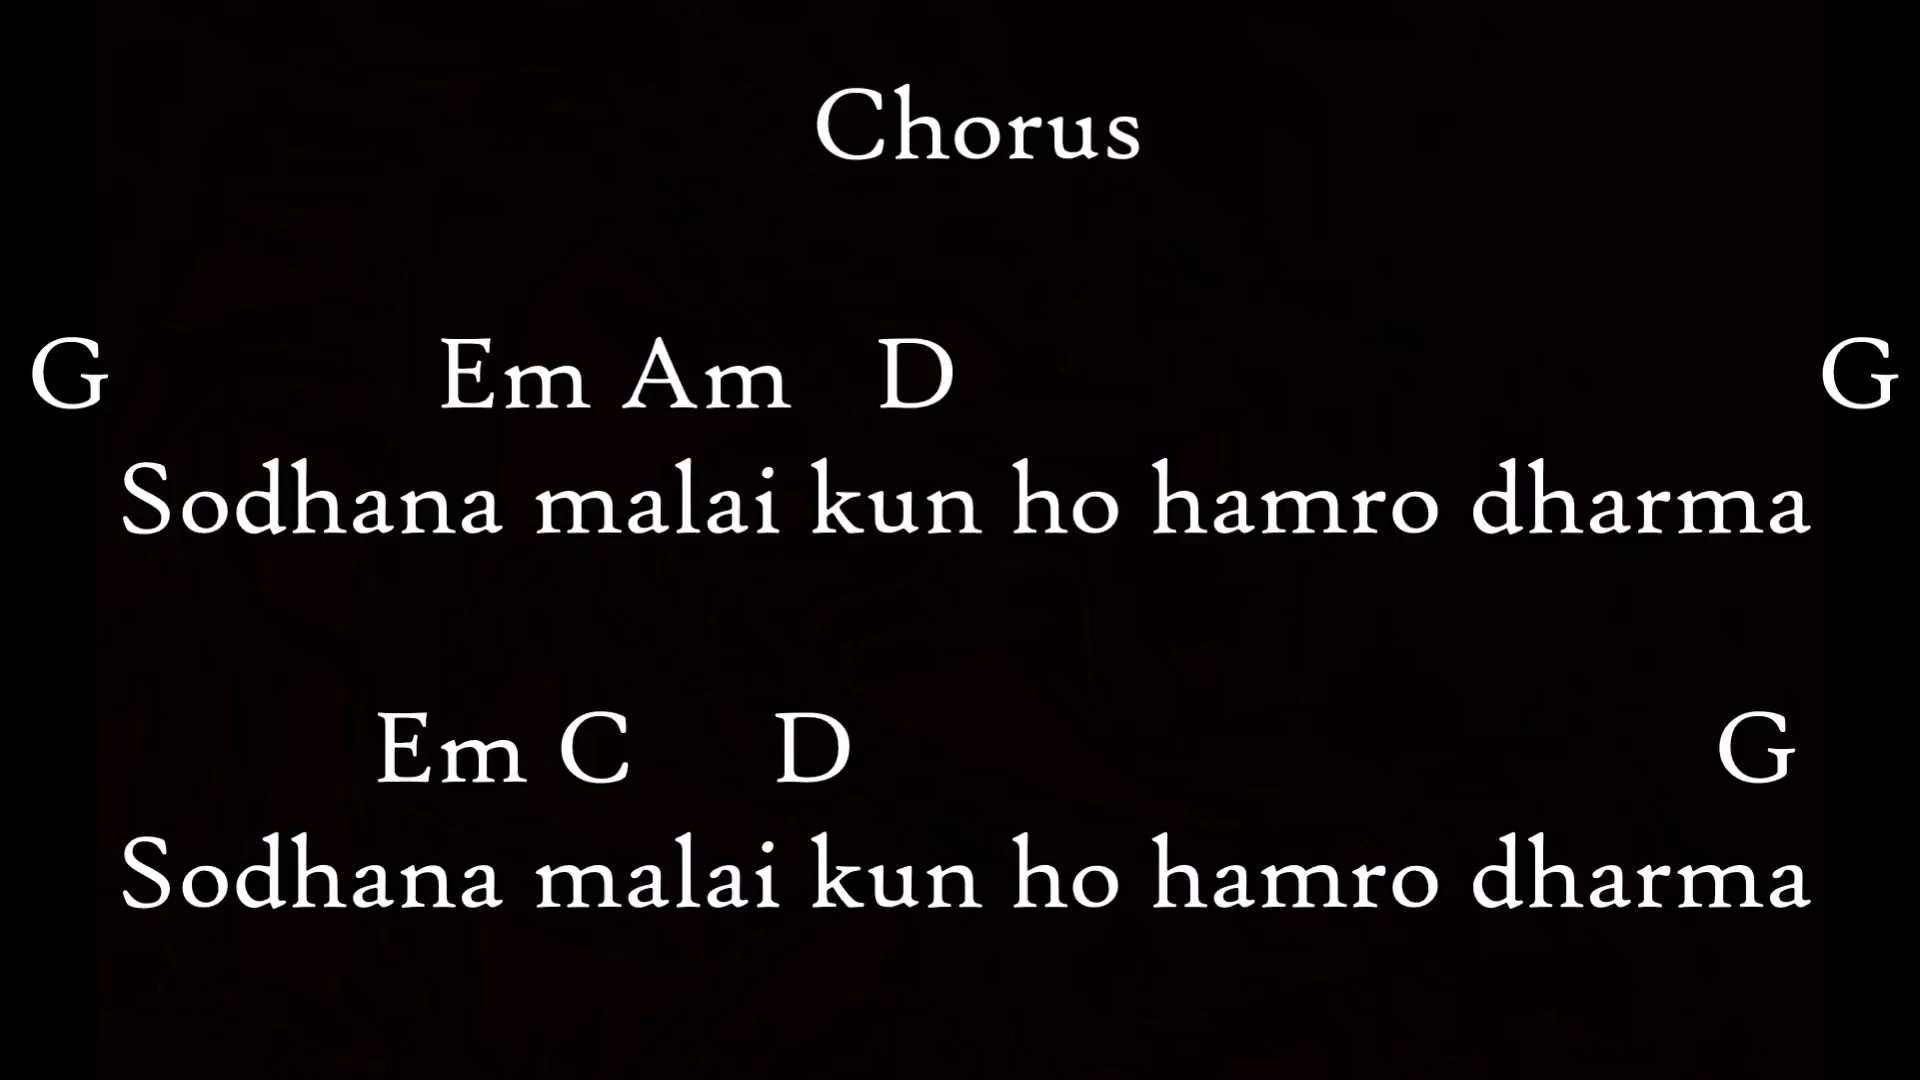 Chorus
G Em Am D G
Sodhana malai kun ho hamro dharma
Em C D G
Sodhana malai kun ho hamro dharma